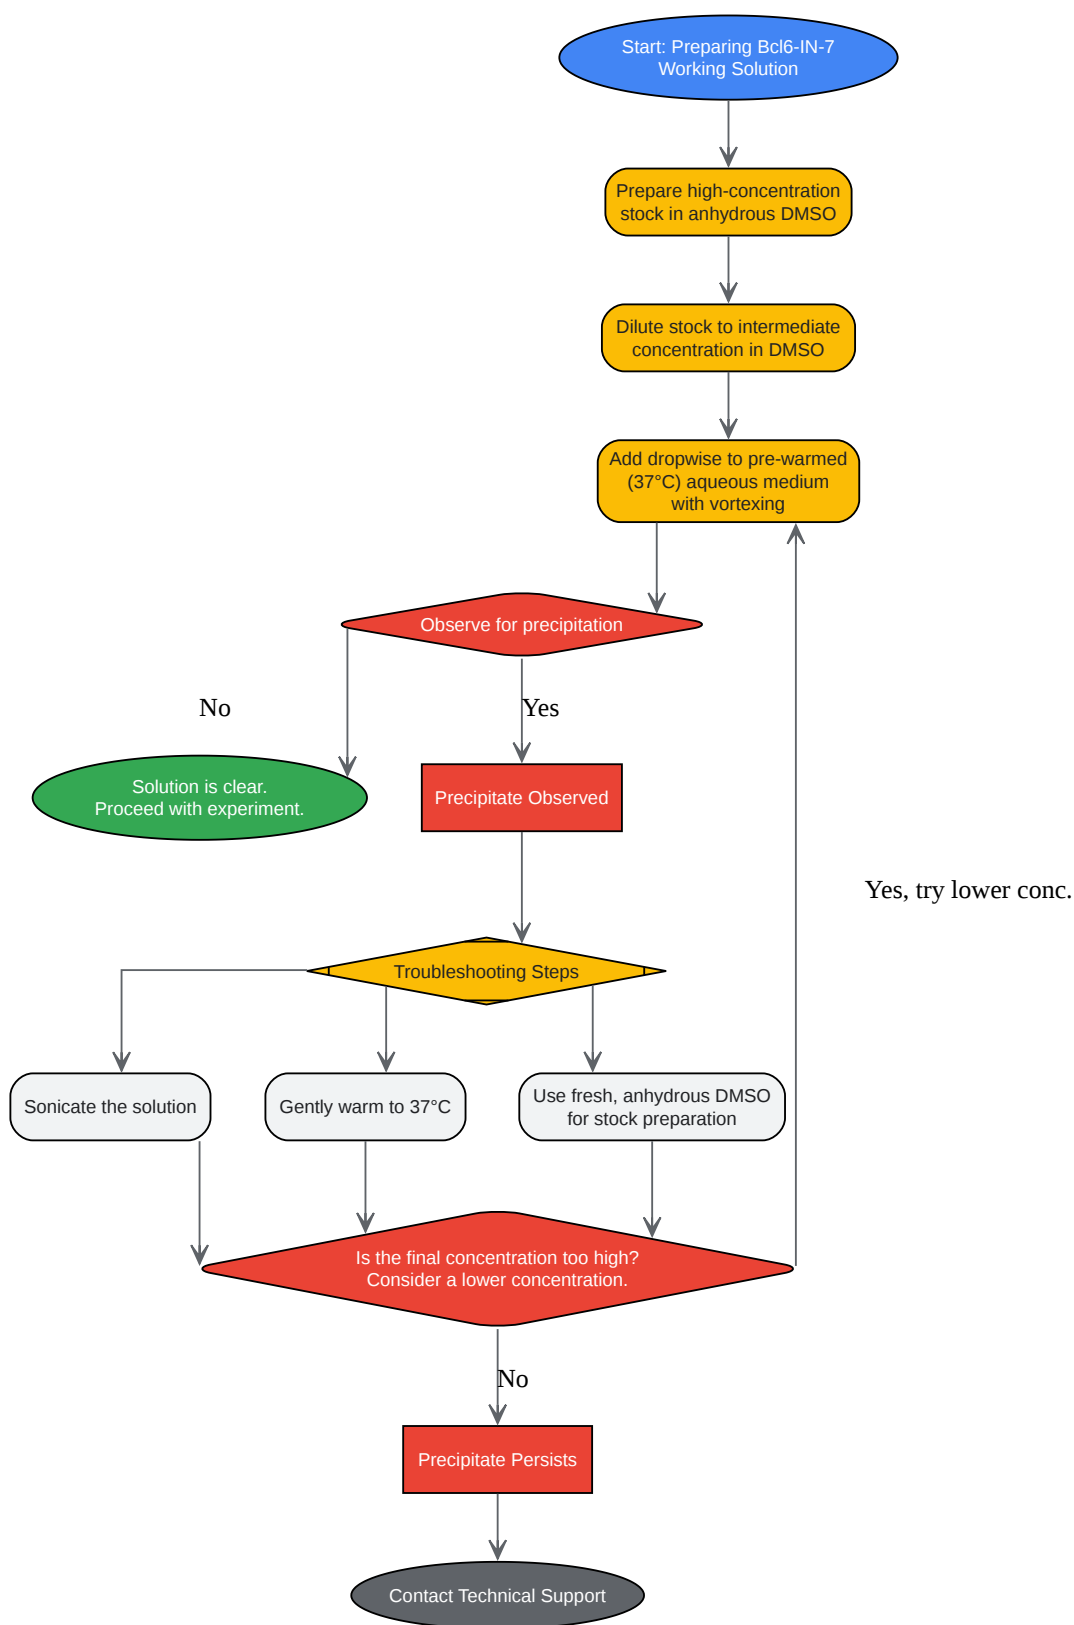 Start: Preparing Bcl6-IN-7
Working Solution
Prepare high-concentration
stock in anhydrous DMSO
Dilute stock to intermediate
concentration in DMSO
Add dropwise to pre-warmed
(37°C) aqueous medium
with vortexing
Observe for precipitation
No
Yes
Solution is clear.
Proceed with experiment.
Precipitate Observed
Yes, try lower conc.
Troubleshooting Steps
Sonicate the solution
Gently warm to 37°C
Use fresh, anhydrous DMSO
for stock preparation
Is the final concentration too high?
Consider a lower concentration.
No
Precipitate Persists
Contact Technical Support